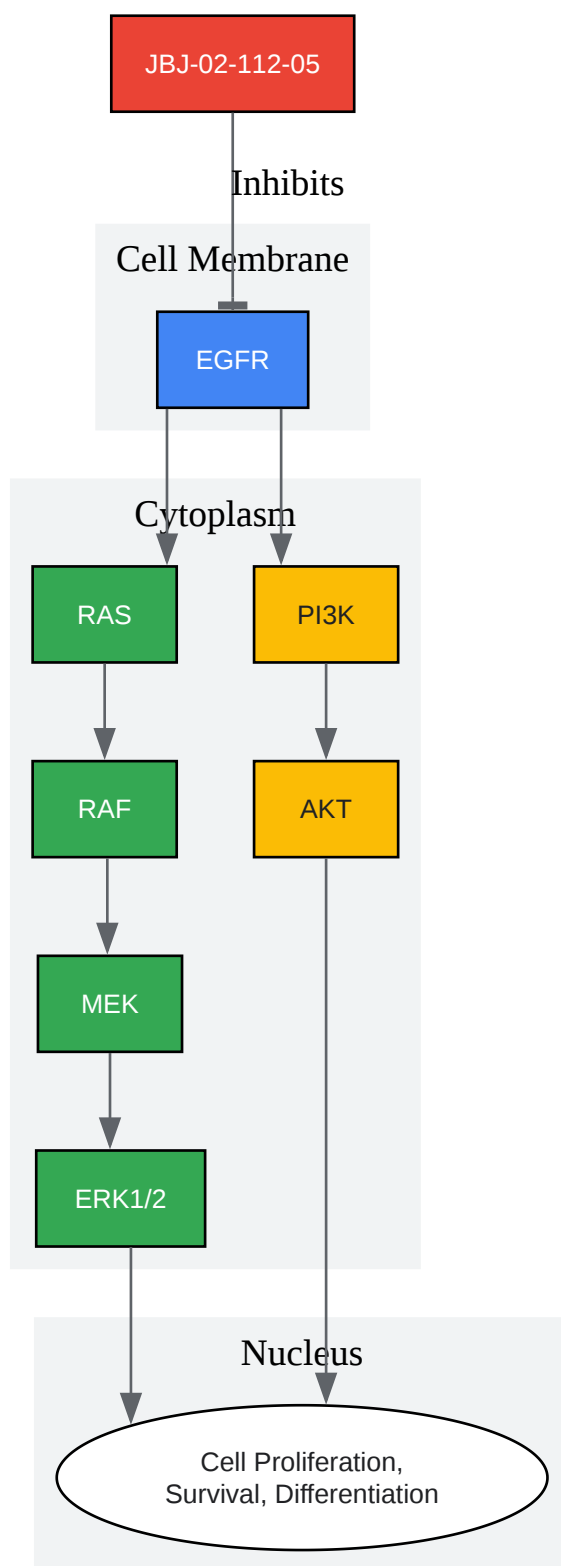 JBJ-02-112-05
Inhibits
Cell Membrane
EGFR
Cytoplasm
RAS
PI3K
RAF
AKT
MEK
ERK1/2
Nucleus
Cell Proliferation,
Survival, Differentiation